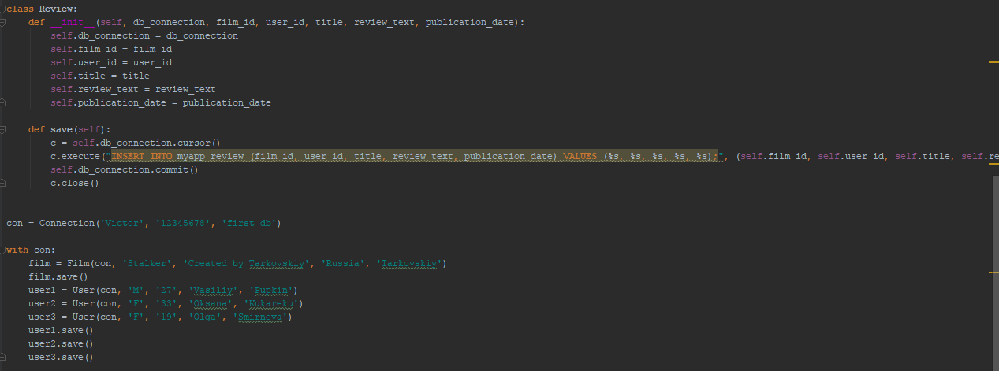 class Review:
    def __init__(self, db_connection, film_id, user_id, title, review_text, publication_date):
        self.db_connection = db_connection
        self.film_id = film_id
        self.user_id = user_id
        self.title = title
        self.review_text = review_text
        self.publication_date = publication_date
    def save(self):
        c = self.db_connection.cursor()
        c.execute("INSERT INTO myapp_review (film_id, user_id, title, review_text, publication_date) VALUES (%s, %s, %s, %s, %s);", (self.film_id, self.user_id, self.title, self.re
        self.db_connection.commit()
        c.close()
con = Connection('Victor', '12345678', 'first_db')
with con:
    film = Film(con, 'Stalker', 'Created by Tarkovskiy', 'Russia', 'Tarkovskiy')
    film.save()
    user1 = User(con, 'M', '27', 'Vasiliy', 'Pupkin')
    user2 = User(con, 'F', '33', 'Oksana', 'Kukareku')
    user3 = User(con, 'F', '19', 'Olga', 'Smirnova')
    user1.save()
    user2.save()
    user3.save()